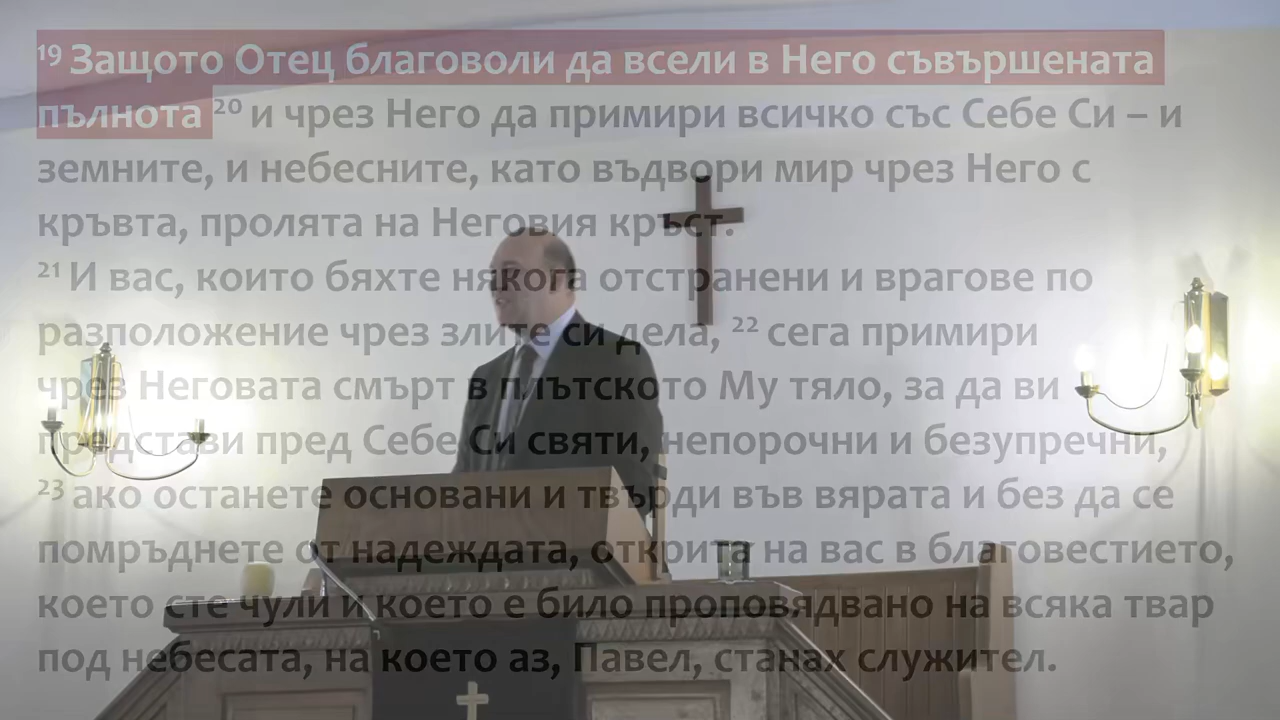 19 Защото Отец благоволи да всели в Него съвършената
пълнота 20 и чрез Него да примири всичко със Себе Си – и
земните, и небесните, като въдвори мир чрез Него с
кръвта, пролята на Неговия кръст.
21 И вас, които бяхте някога отстранени и врагове по
разположение чрез злите си дела, 22 сега примири
чрез Неговата смърт в плътското Му тяло, за да ви
представи пред Себе Си святи, непорочни и безупречни,
23 ако останете основани и твърди във вярата и без да се
помръднете от надеждата, открита на вас в благовестието,
което сте чули и което е било проповядвано на всяка твар
под небесата, на което аз, Павел, станах служител.